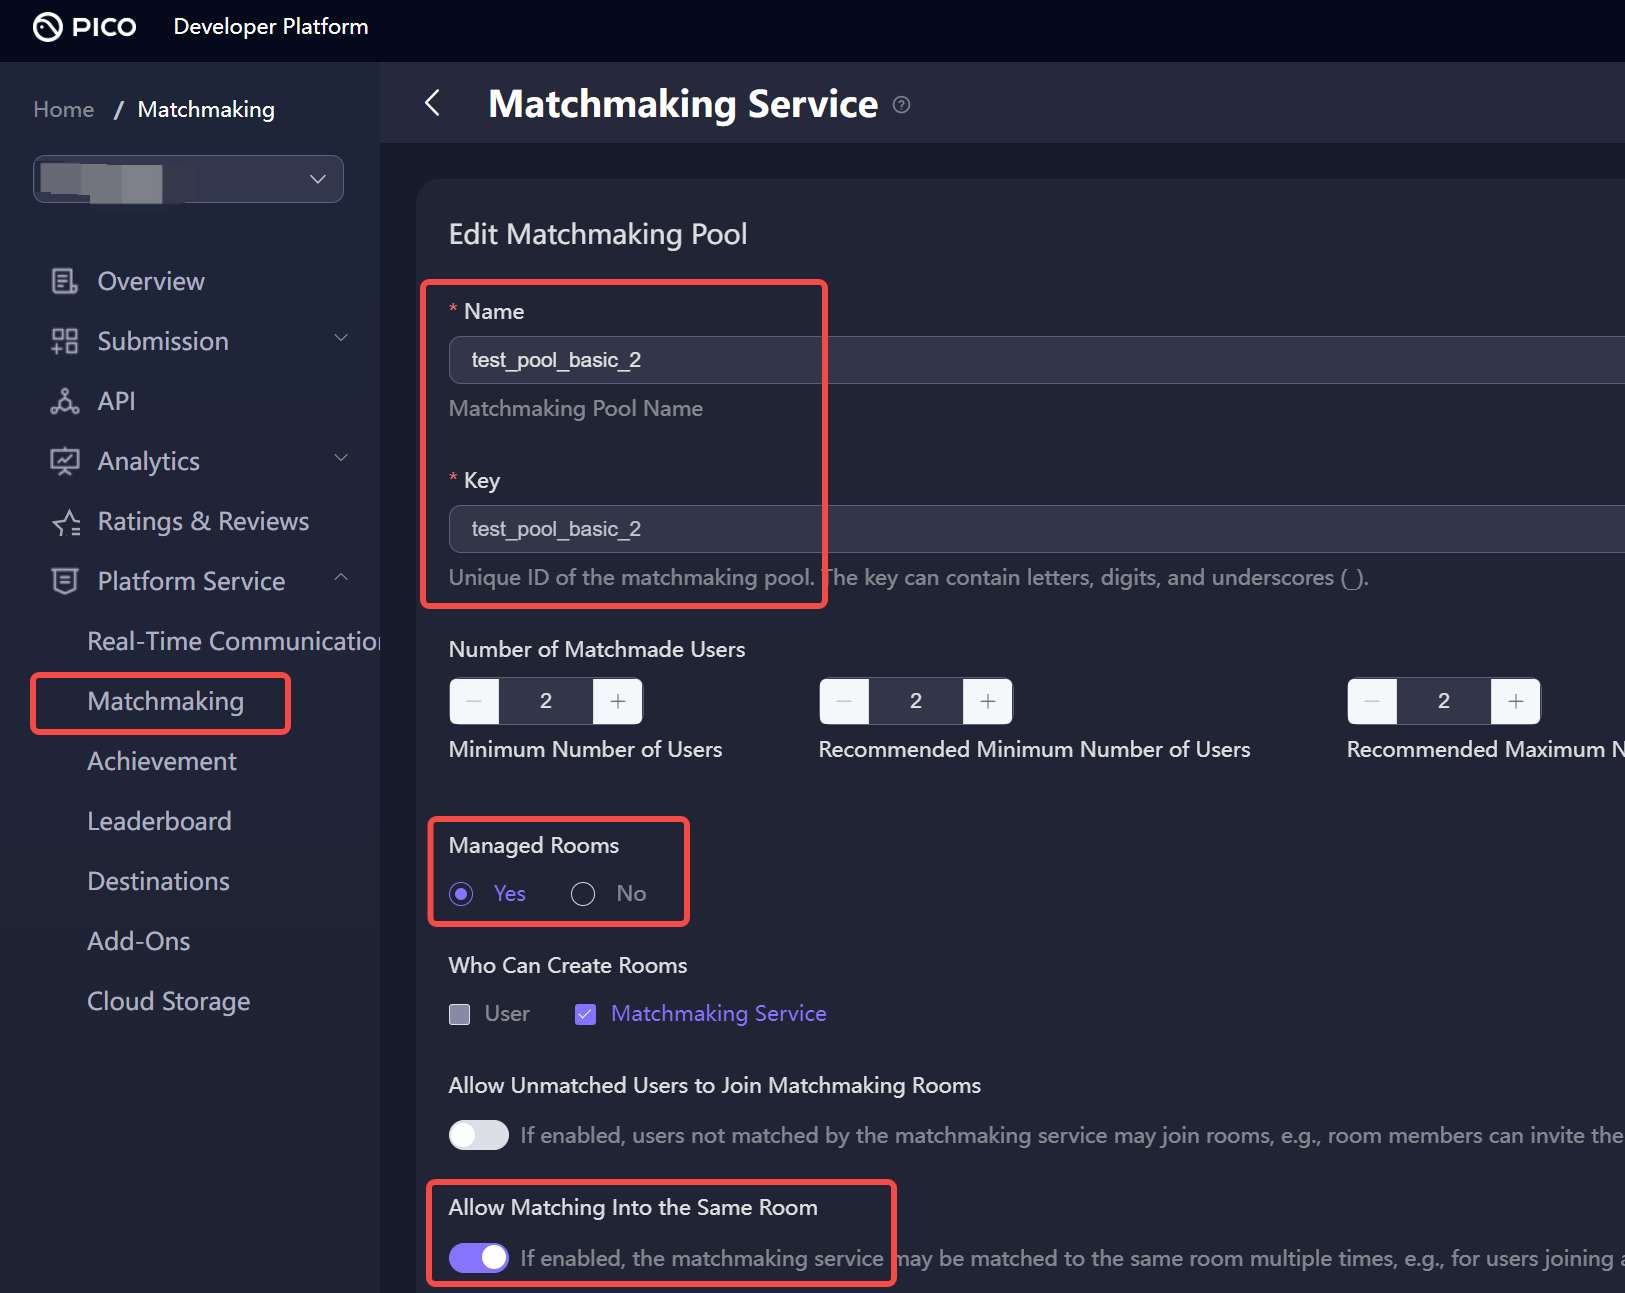 PICO Developer Platform
Home / Matchmaking
Matchmaking Service ?
Overview
Submission
API
Analytics
Ratings & Reviews
Platform Service
Real-Time Communication
Matchmaking
Achievement
Leaderboard
Destinations
Add-Ons
Cloud Storage
Edit Matchmaking Pool
* Name
test_pool_basic_2
Matchmaking Pool Name
* Key
test_pool_basic_2
Unique ID of the matchmaking pool. The key can contain letters, digits, and underscores (_).
Number of Matchmade Users
− 2 + − 2 + − 2 +
Minimum Number of Users Recommended Minimum Number of Users Recommended Maximum N
Managed Rooms
Yes No
Who Can Create Rooms
User Matchmaking Service
Allow Unmatched Users to Join Matchmaking Rooms
If enabled, users not matched by the matchmaking service may join rooms, e.g., room members can invite the
Allow Matching Into the Same Room
If enabled, the matchmaking service may be matched to the same room multiple times, e.g., for users joining a